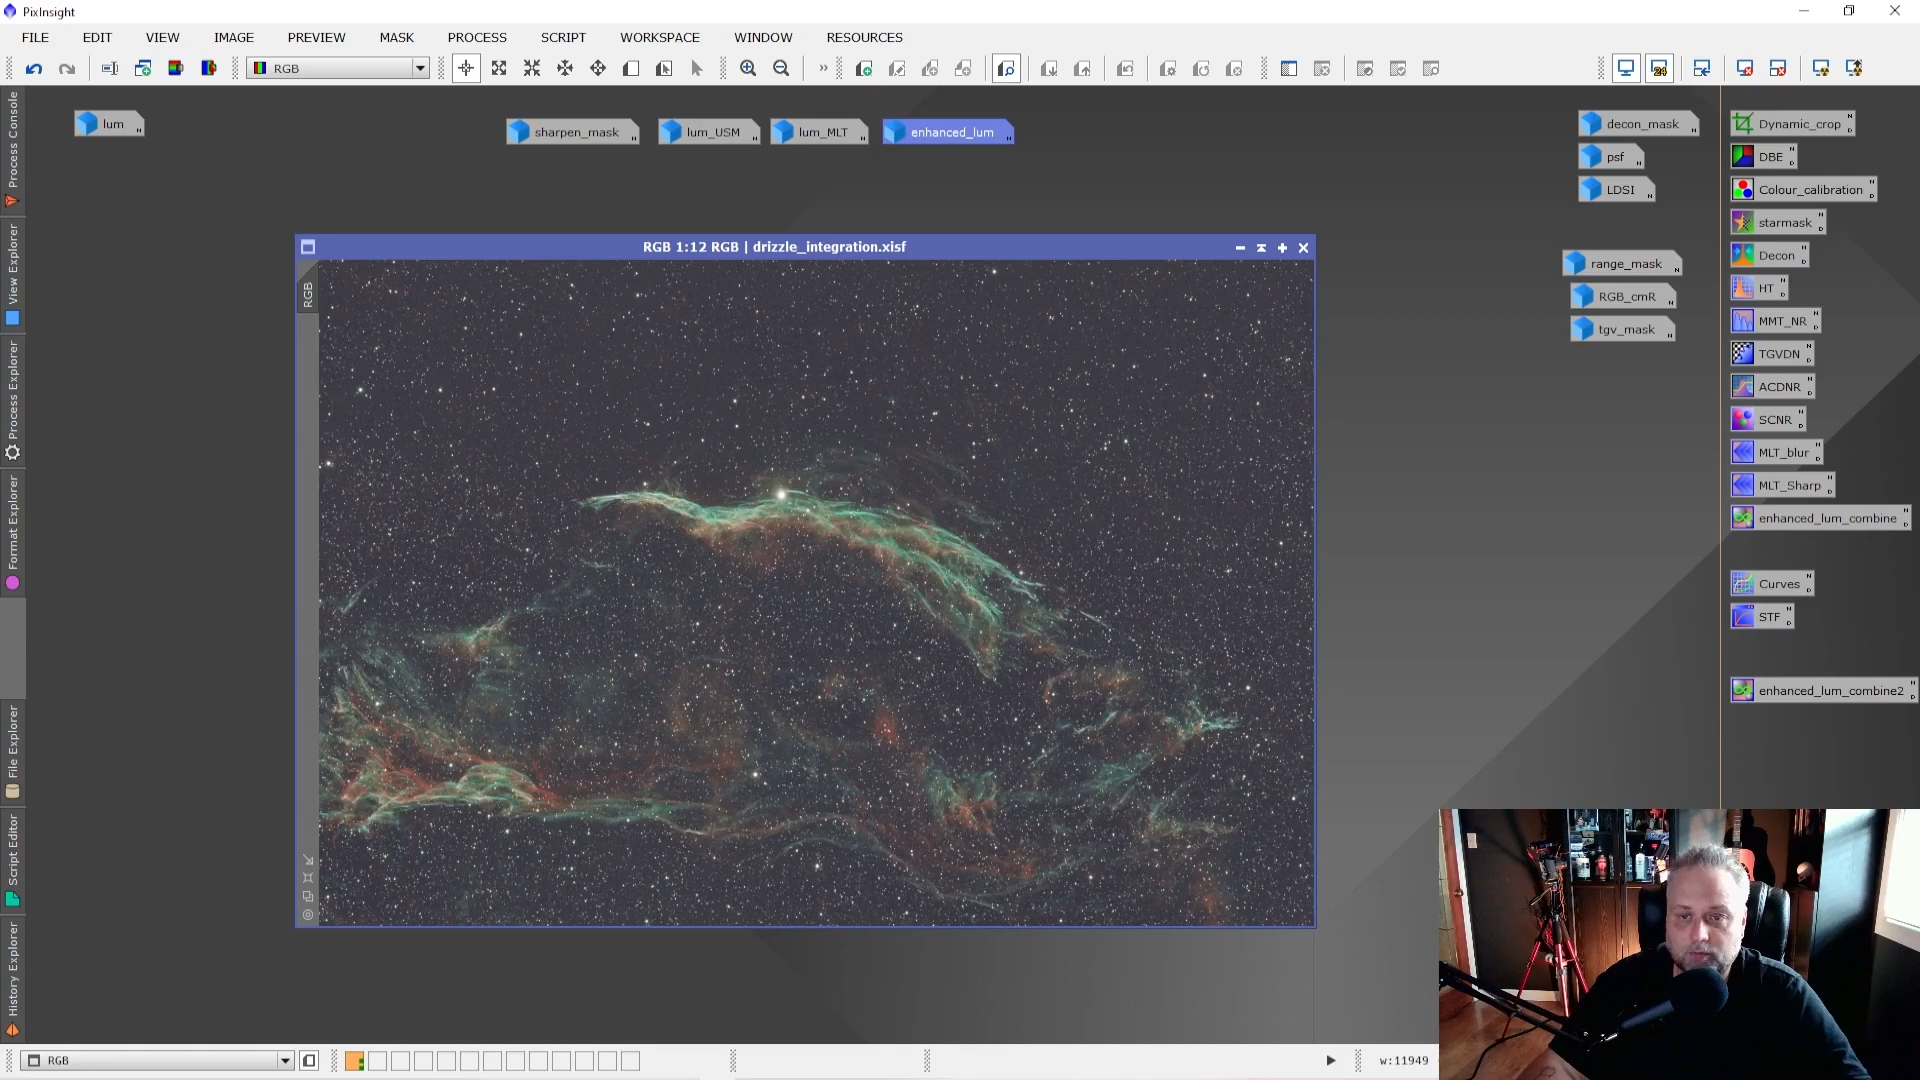 PixInsight
FILE EDIT VIEW IMAGE PREVIEW MASK PROCESS SCRIPT WORKSPACE WINDOW RESOURCES
RGB
24
Process Console
View Explorer
Process Explorer
Format Explorer
File Explorer
Script Editor
History Explorer
lum
sharpen_mask
lum_USM
lum_MLT
enhanced_lum
decon_mask
psf
LDSI
range_mask
RGB_cmR
tgv_mask
Dynamic_crop
DBE
Colour_calibration
starmask
Decon
HT
MMT_NR
TGVDN
ACDNR
SCNR
MLT_blur
MLT_Sharp
enhanced_lum_combine
Curves
STF
enhanced_lum_combine2
RGB 1:12 RGB | drizzle_integration.xisf
RGB
RGB
w:11949